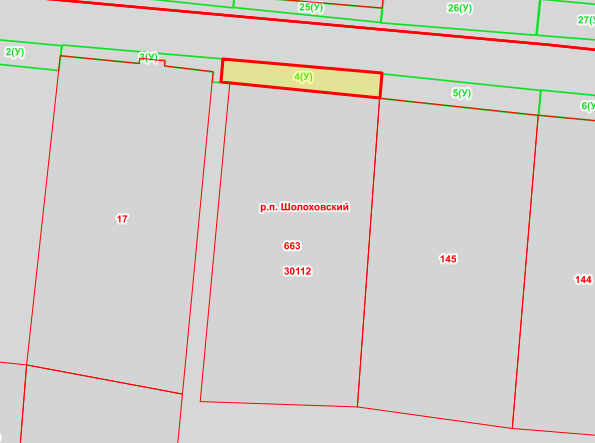 25(У)
26(У)
27(У
2(У)
3(У)
4(У)
5(У)
6(У
17
р.п. Шолоховский
663
30112
145
144